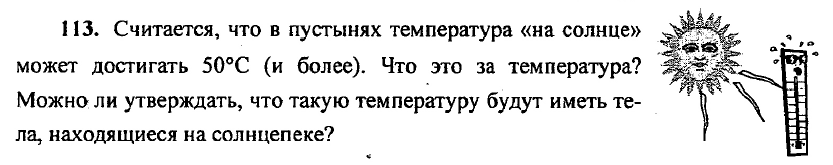 113. Считается, что в пустынях температура «на солнце»
может достигать 50°С (и более). Что это за температура?
Можно ли утверждать, что такую температуру будут иметь те-
ла, находящиеся на солнцепеке?